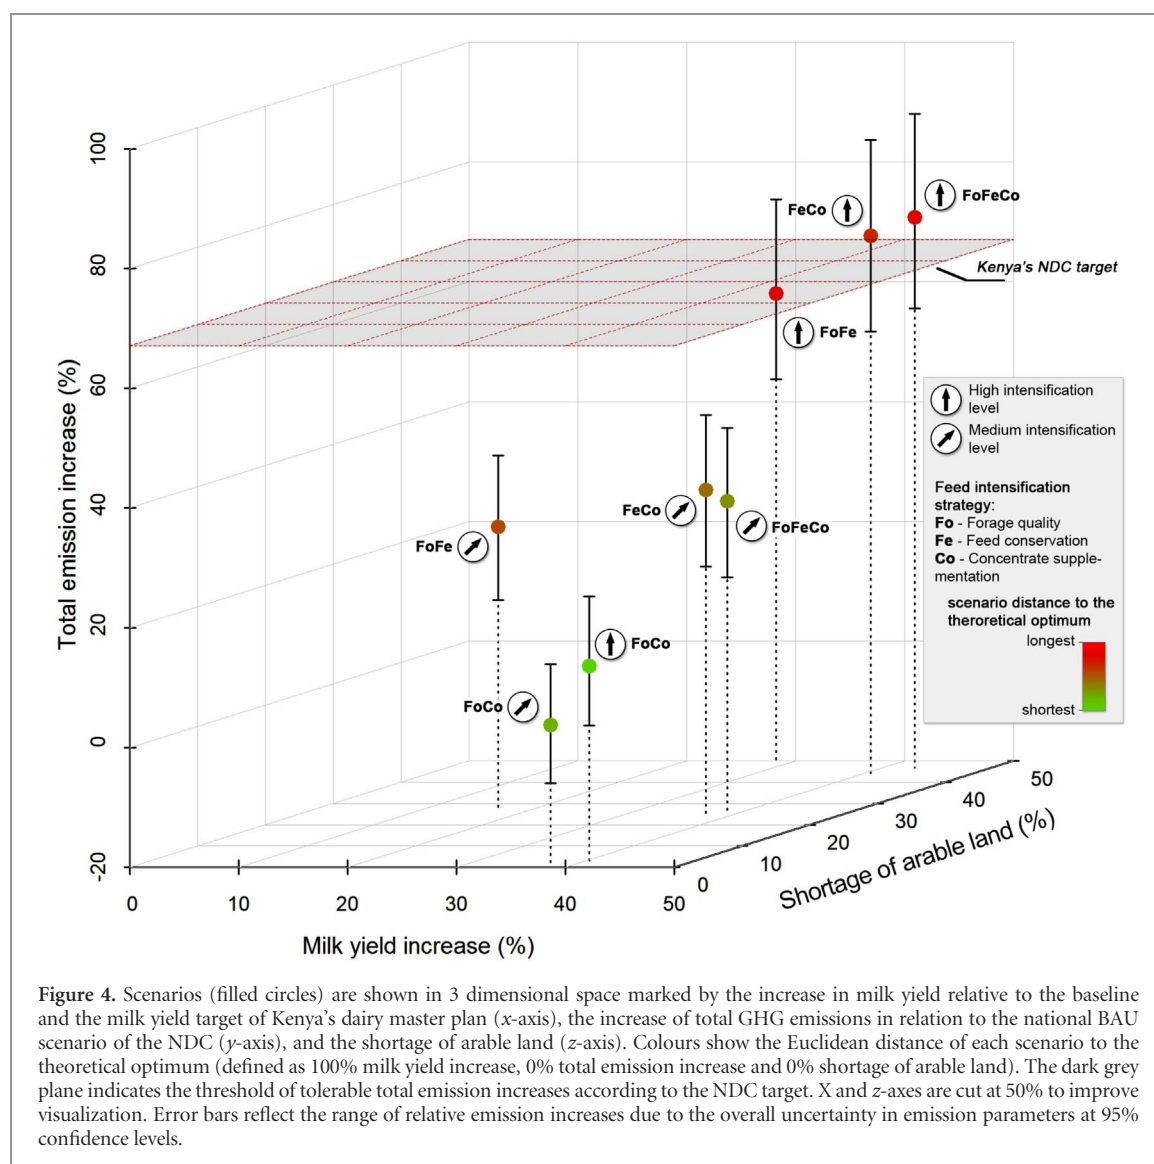 100
80
60
40
20
0
-20
Total emission increase (%)
0
10
20
30
40
50
Milk yield increase (%)
0
10
20
30
40
50
Shortage of arable land (%)
FeCo
FoFeCo
Kenya's NDC target
FoFe
FeCo
FoFeCo
FoFe
FoCo
FoCo
High intensification
level
Medium intensification
level
Feed intensification
strategy:
Fo - Forage quality
Fe - Feed conservation
Co - Concentrate supple-
mentation
scenario distance to the
theroretical optimum
longest
shortest
Figure 4. Scenarios (filled circles) are shown in 3 dimensional space marked by the increase in milk yield relative to the baseline
and the milk yield target of Kenya's dairy master plan (x-axis), the increase of total GHG emissions in relation to the national BAU
scenario of the NDC (y-axis), and the shortage of arable land (z-axis). Colours show the Euclidean distance of each scenario to the
theoretical optimum (defined as 100% milk yield increase, 0% total emission increase and 0% shortage of arable land). The dark grey
plane indicates the threshold of tolerable total emission increases according to the NDC target. X and z-axes are cut at 50% to improve
visualization. Error bars reflect the range of relative emission increases due to the overall uncertainty in emission parameters at 95%
confidence levels.